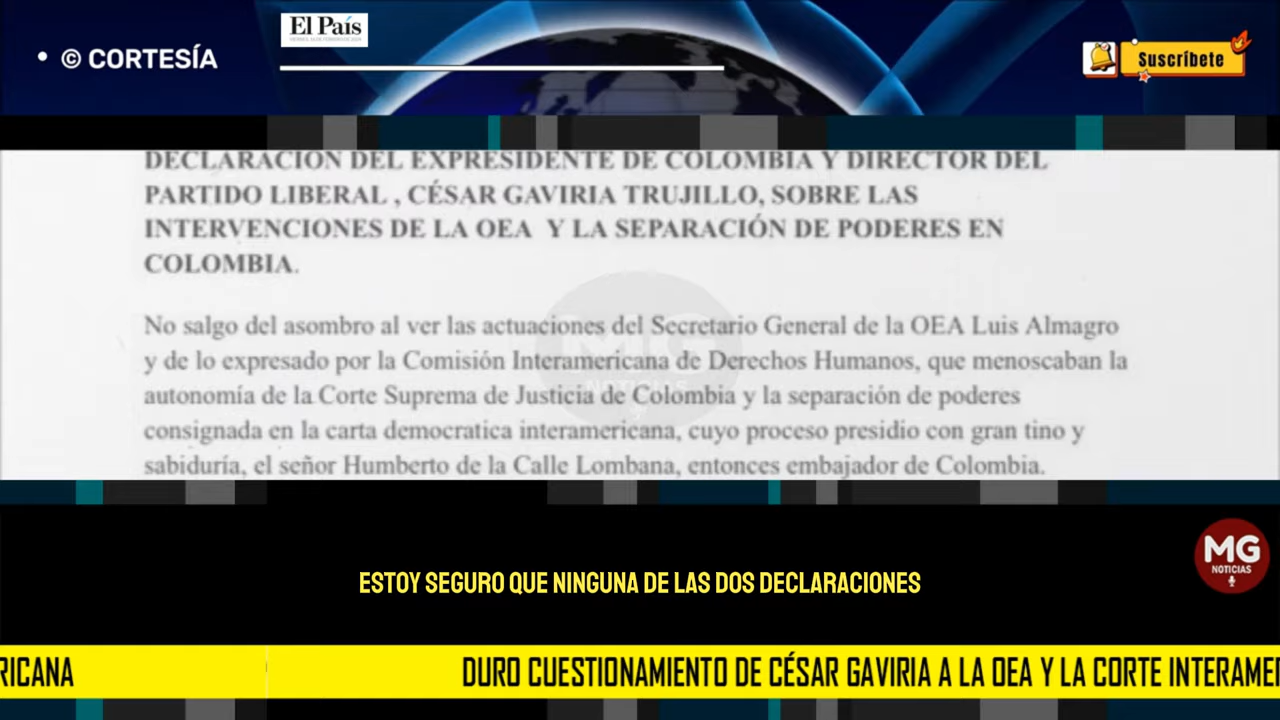 El País
• © CORTESÍA
Suscríbete
DECLARACIÓN DEL EXPRESIDENTE DE COLOMBIA Y DIRECTOR DEL
PARTIDO LIBERAL , CÉSAR GAVIRIA TRUJILLO, SOBRE LAS
INTERVENCIONES DE LA OEA Y LA SEPARACIÓN DE PODERES EN
COLOMBIA.
No salgo del asombro al ver las actuaciones del Secretario General de la OEA Luis Almagro
y de lo expresado por la Comisión Interamericana de Derechos Humanos, que menoscaban la
autonomía de la Corte Suprema de Justicia de Colombia y la separación de poderes
consignada en la carta democratica interamericana, cuyo proceso presidio con gran tino y
sabiduría, el señor Humberto de la Calle Lombana, entonces embajador de Colombia.
MG
NOTICIAS
MG
NOTICIAS
ESTOY SEGURO QUE NINGUNA DE LAS DOS DECLARACIONES
RICANA
DURO CUESTIONAMIENTO DE CÉSAR GAVIRIA A LA OEA Y LA CORTE INTERAME